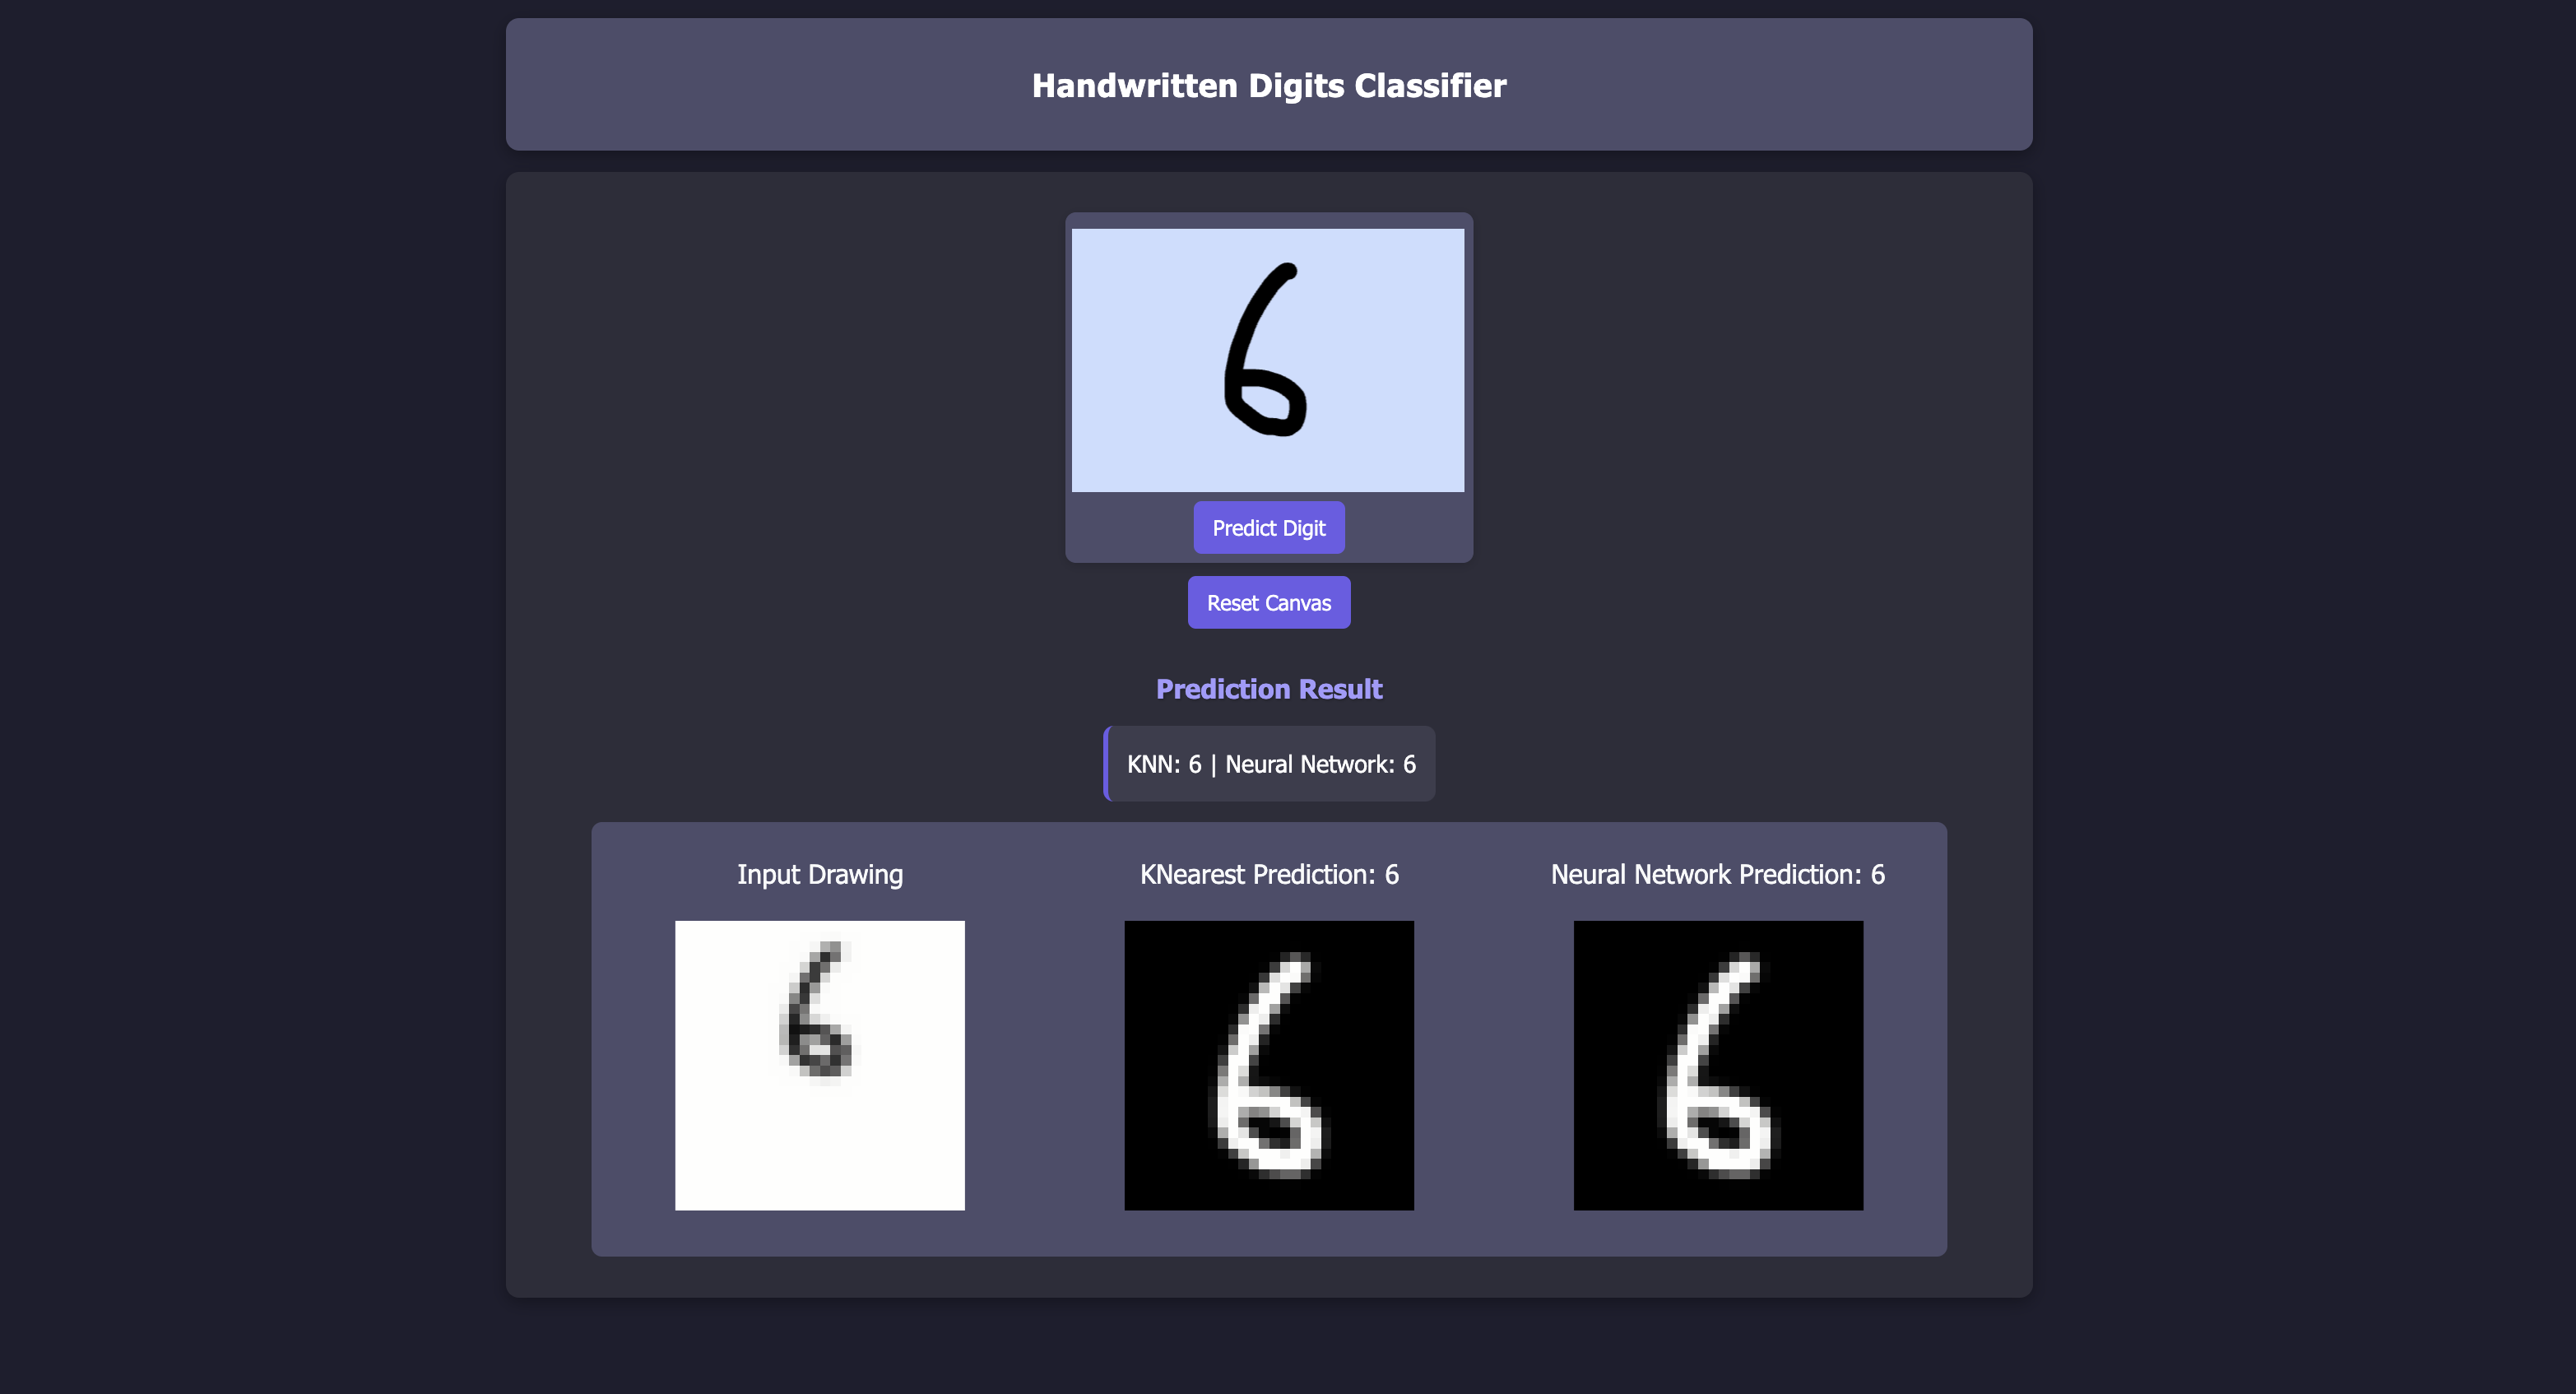 Handwritten Digits Classifier
6
Predict Digit
Reset Canvas
Prediction Result
KNN: 6 | Neural Network: 6
Input Drawing
KNearest Prediction: 6
Neural Network Prediction: 6
6
6
6